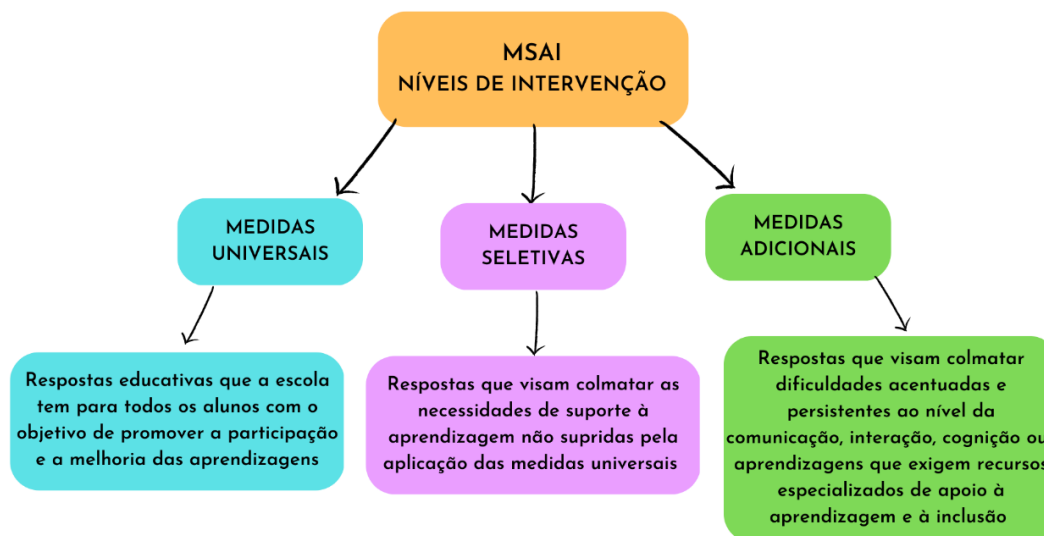 MSAI
NÍVEIS DE INTERVENÇÃO
MEDIDAS
UNIVERSAIS
MEDIDAS
SELETIVAS
MEDIDAS
ADICIONAIS
Respostas educativas que a escola
tem para todos os alunos com o
objetivo de promover a participação
e a melhoria das aprendizagens
Respostas que visam colmatar as
necessidades de suporte à
aprendizagem não supridas pela
aplicação das medidas universais
Respostas que visam colmatar
dificuldades acentuadas e
persistentes ao nível da
comunicação, interação, cognição ou
aprendizagens que exigem recursos
especializados de apoio à
aprendizagem e à inclusão